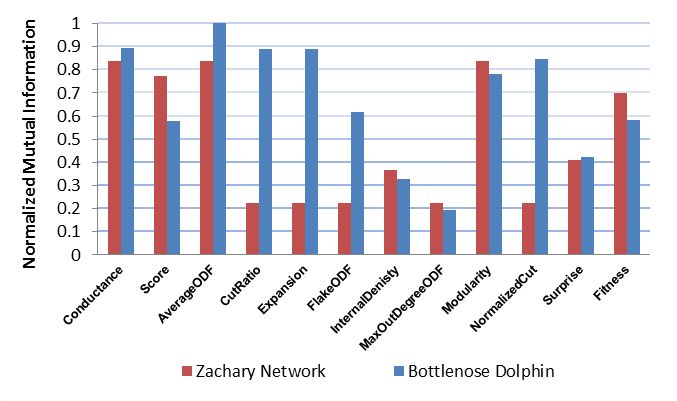 Normalized Mutual Information
1
0.9
0.8
0.7
0.6
0.5
0.4
0.3
0.2
0.1
0
Conductance
Score
AverageODF
CutRatio
Expansion
FlakeODF
InternalDenisty
MaxOutDegreeODF
Modularity
NormalizedCut
Surprise
Fitness
Zachary Network
Bottlenose Dolphin